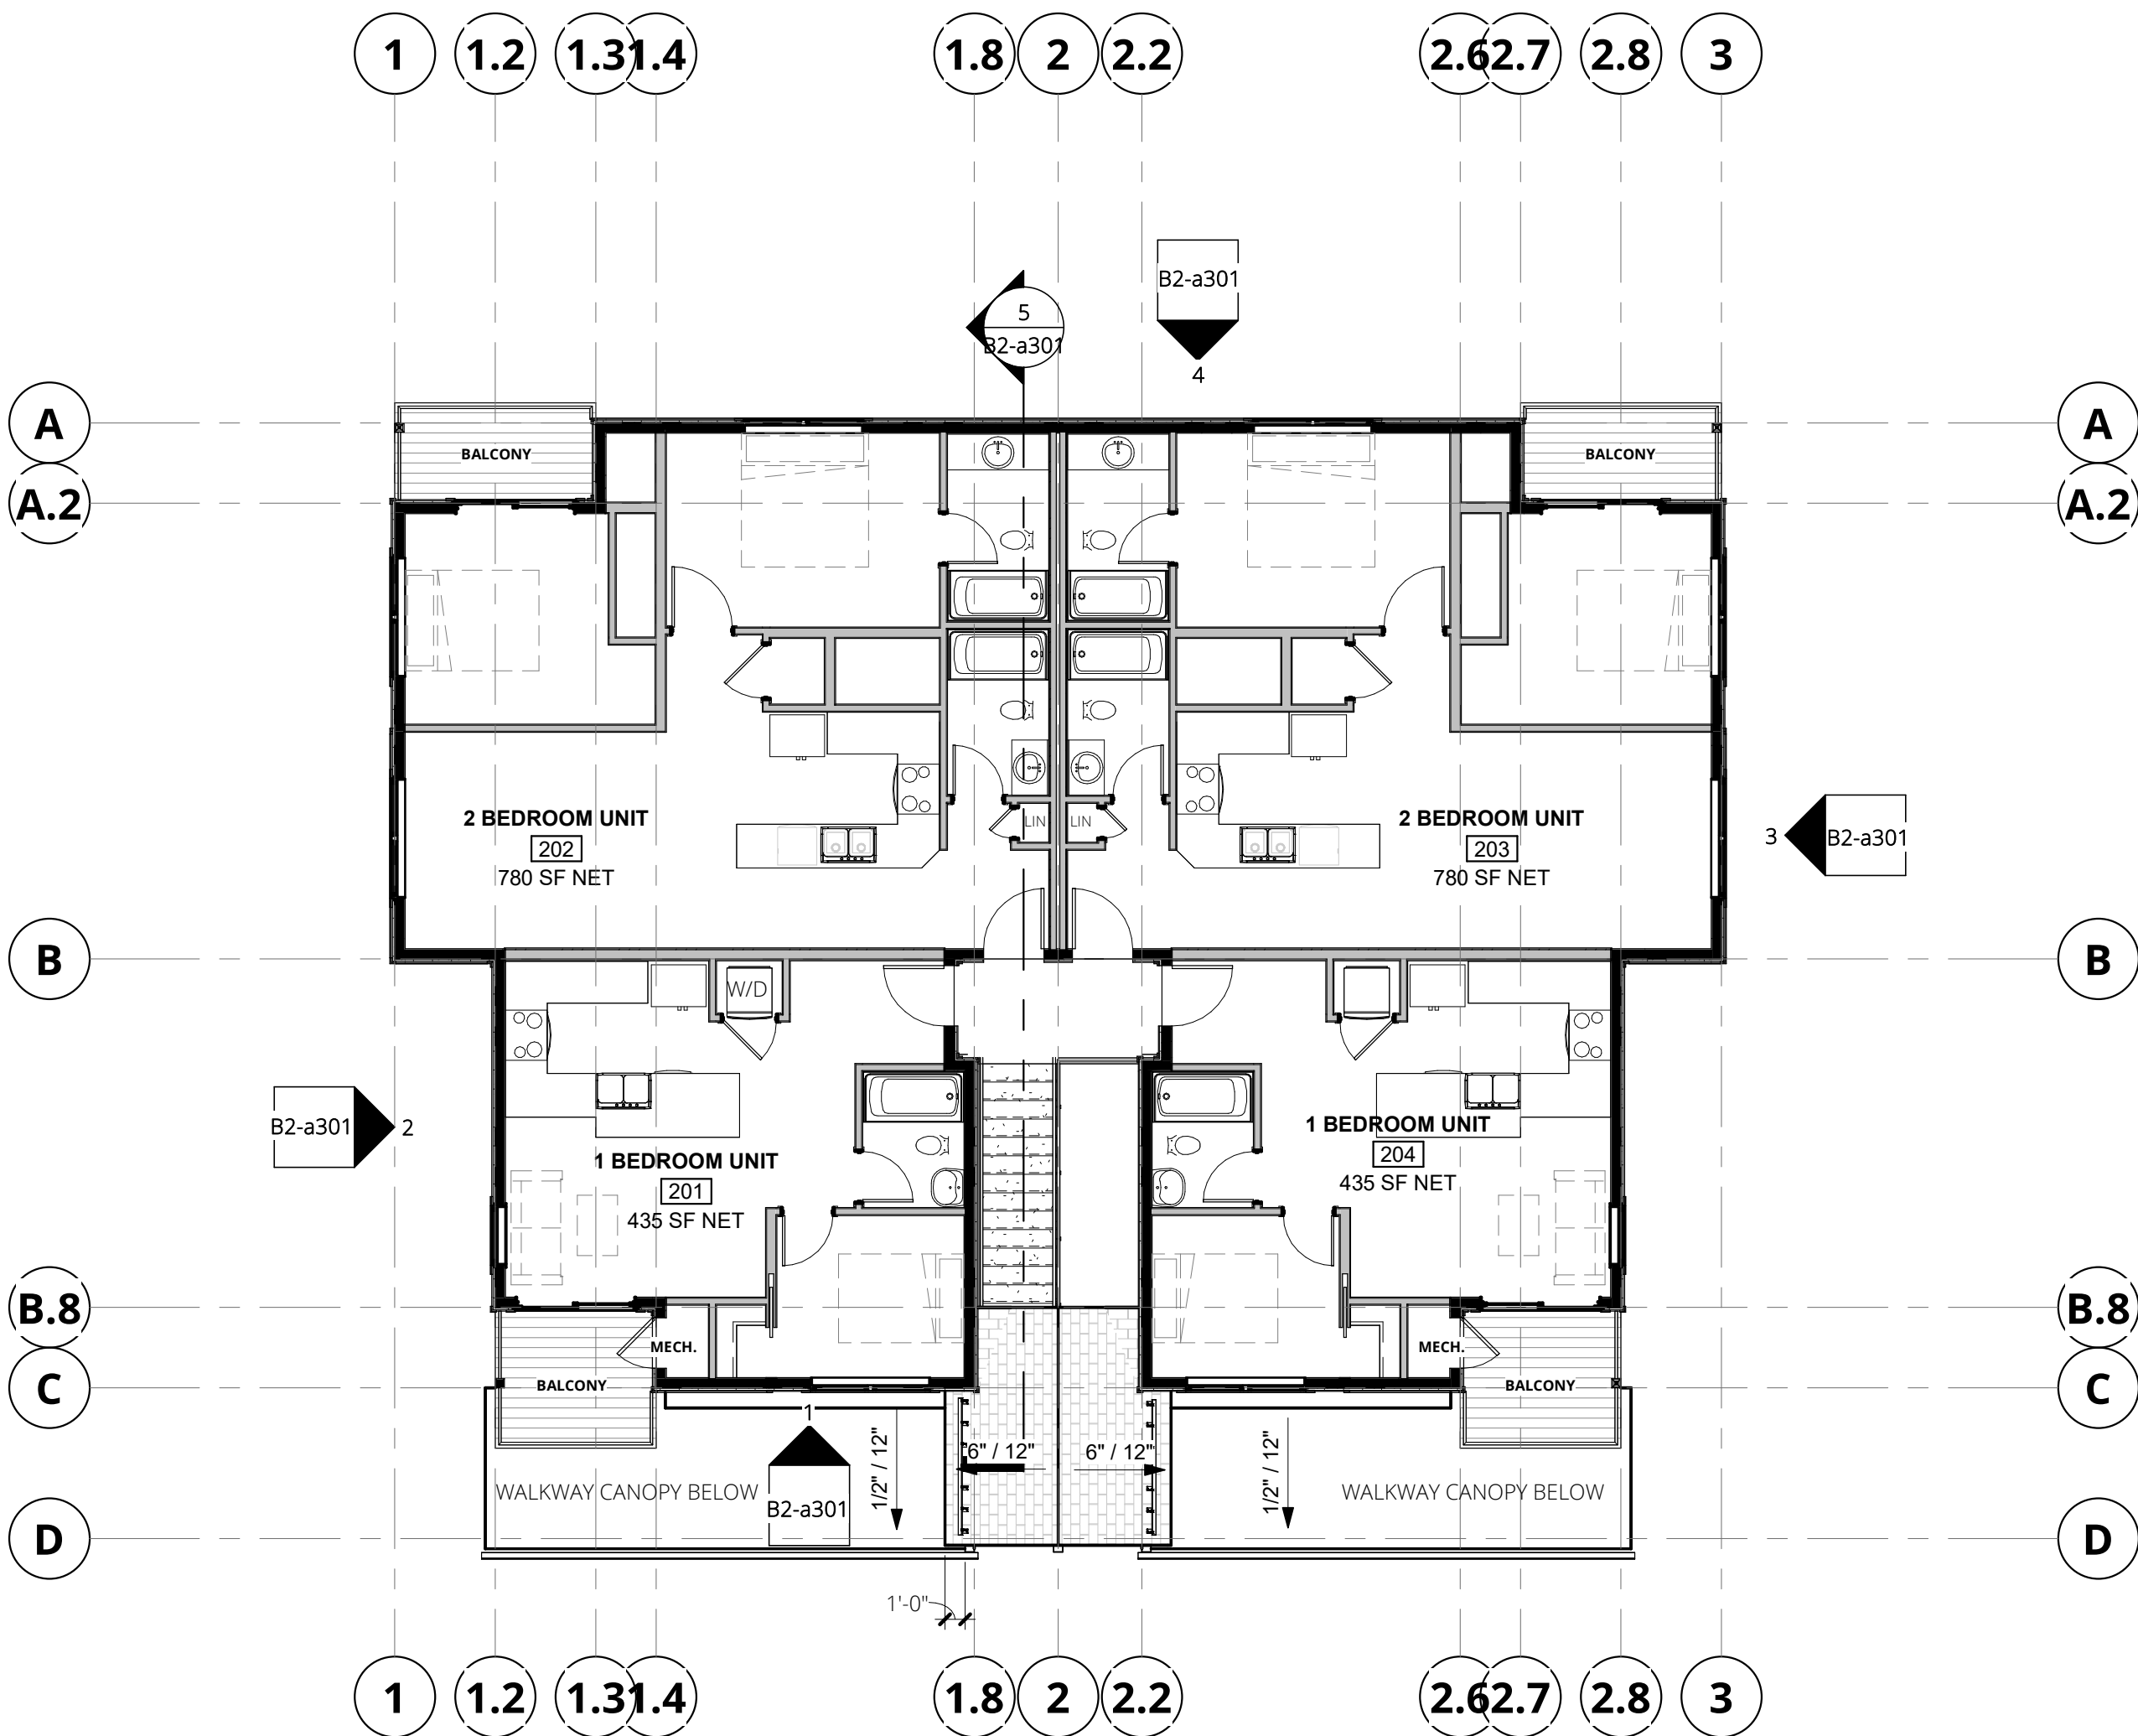 1 1.2 1.3 1.4 1.8 2 2.2 2.6 2.7 2.8 3
B2-a301
4
5
B2-a301
A A
BALCONY BALCONY
A.2 A.2
LIN LIN
2 BEDROOM UNIT
202
780 SF NET
2 BEDROOM UNIT
203
780 SF NET
3 B2-a301
B B
W/D
B2-a301 2
1 BEDROOM UNIT
201
435 SF NET
1 BEDROOM UNIT
204
435 SF NET
B.8 B.8
MECH. MECH.
BALCONY BALCONY
C C
1
B2-a301
1/2" / 12"
6" / 12" 6" / 12"
1/2" / 12"
WALKWAY CANOPY BELOW WALKWAY CANOPY BELOW
D D
1'-0"
1 1.2 1.3 1.4 1.8 2 2.2 2.6 2.7 2.8 3